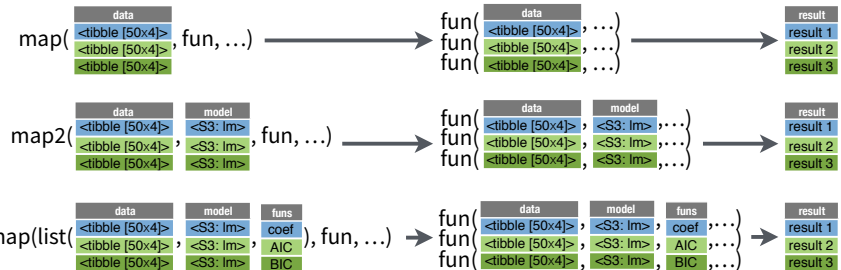 data data result
map( <tibble [50x4]> , fun, …) fun( <tibble [50x4]> , …) result 1
<tibble [50x4]> fun( <tibble [50x4]> , …) result 2
<tibble [50x4]> fun( <tibble [50x4]> , …) result 3
data model data model result
map2( <tibble [50x4]> , <S3: lm> , fun, …) fun( <tibble [50x4]> , <S3: lm> ,…) result 1
<tibble [50x4]> <S3: lm> fun( <tibble [50x4]> , <S3: lm> ,…) result 2
<tibble [50x4]> <S3: lm> fun( <tibble [50x4]> , <S3: lm> ,…) result 3
data model funs data model funs result
map(list( <tibble [50x4]> , <S3: lm> , coef ), fun, …) fun( <tibble [50x4]> , <S3: lm> , coef ,…) result 1
<tibble [50x4]> <S3: lm> AIC fun( <tibble [50x4]> , <S3: lm> , AIC ,…) result 2
<tibble [50x4]> <S3: lm> BIC fun( <tibble [50x4]> , <S3: lm> , BIC ,…) result 3